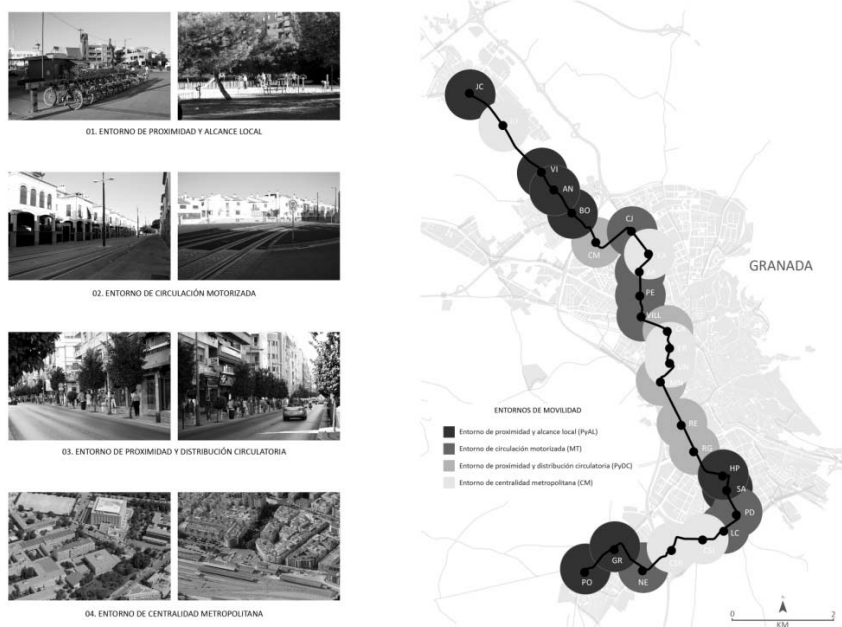 01. ENTORNO DE PROXIMIDAD Y ALCANCE LOCAL
02. ENTORNO DE CIRCULACIÓN MOTORIZADA
03. ENTORNO DE PROXIMIDAD Y DISTRIBUCIÓN CIRCULATORIA
04. ENTORNO DE CENTRALIDAD METROPOLITANA
JC
VI
AN
BO
CJ
CM
GRANADA
PE
VILL
ENTORNOS DE MOVILIDAD
Entorno de proximidad y alcance local (PyAL)
Entorno de circulación motorizada (MT)
Entorno de proximidad y distribución circulatoria (PyDC)
Entorno de centralidad metropolitana (CM)
RE
RG
HP
SA
PD
LC
GR
PO
NE
0
2
KM